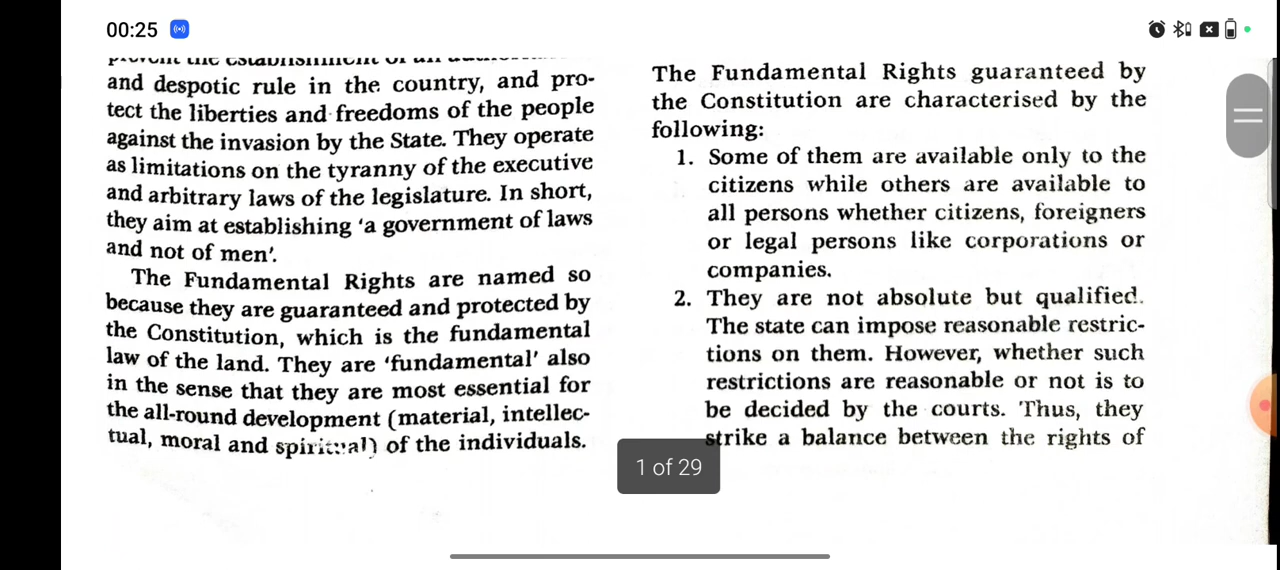 00:25
and despotic rule in the country, and pro-
tect the liberties and freedoms of the people
against the invasion by the State. They operate
as limitations on the tyranny of the executive
and arbitrary laws of the legislature. In short,
they aim at establishing ‘a government of laws
and not of men’.
The Fundamental Rights are named so
because they are guaranteed and protected by
the Constitution, which is the fundamental
law of the land. They are ‘fundamental’ also
in the sense that they are most essential for
the all-round development (material, intellec-
tual, moral and spiritual) of the individuals.
The Fundamental Rights guaranteed by
the Constitution are characterised by the
following:
1. Some of them are available only to the
citizens while others are available to
all persons whether citizens, foreigners
or legal persons like corporations or
companies.
2. They are not absolute but qualified.
The state can impose reasonable restric-
tions on them. However, whether such
restrictions are reasonable or not is to
be decided by the courts. Thus, they
strike a balance between the rights of
1 of 29